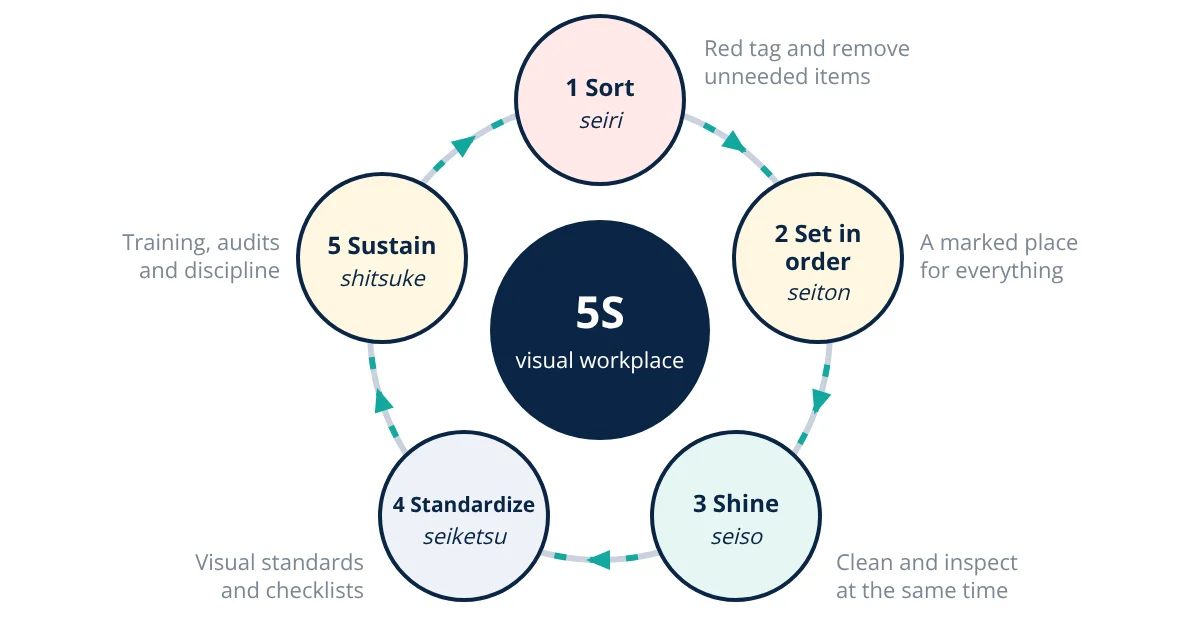 1 Sort
seiri
Red tag and remove
unneeded items
2 Set in
order
seiton
A marked place
for everything
3 Shine
seiso
Clean and inspect
at the same time
4 Standardize
seiketsu
Visual standards
and checklists
5 Sustain
shitsuke
Training, audits
and discipline
5S
visual workplace